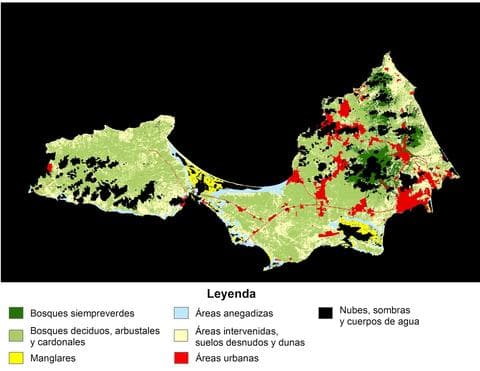 Leyenda
Bosques siempreverdes
Bosques deciduos, arbustales
y cardonales
Manglares
Áreas anegadizas
Áreas intervenidas,
suelos desnudos y dunas
Áreas urbanas
Nubes, sombras
y cuerpos de agua